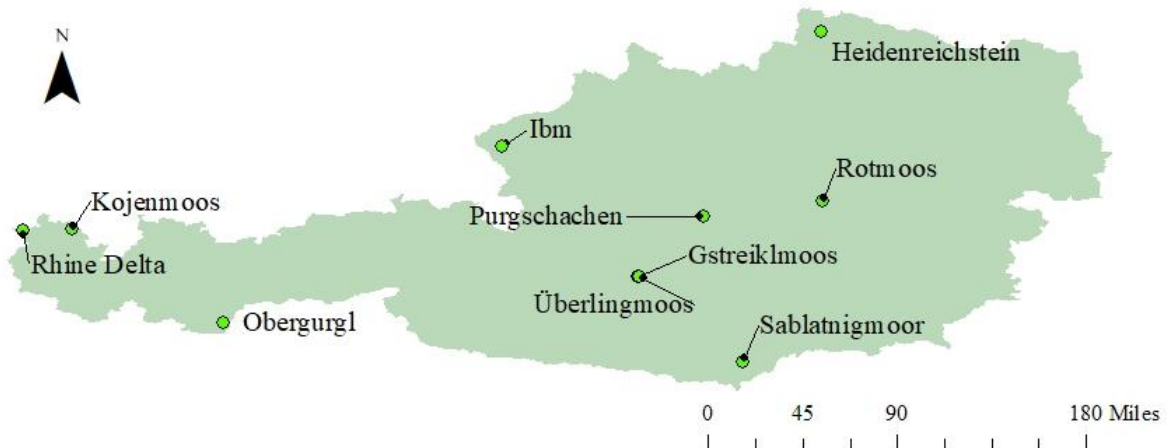 N
Heidenreichstein
Ibm
Rotmoos
Kojenmoos
Purgschachen
Gstreiklmoos
Rhine Delta
Überlingmoos
Obergurgl
Sablatnigmoor
0 45 90 180 Miles